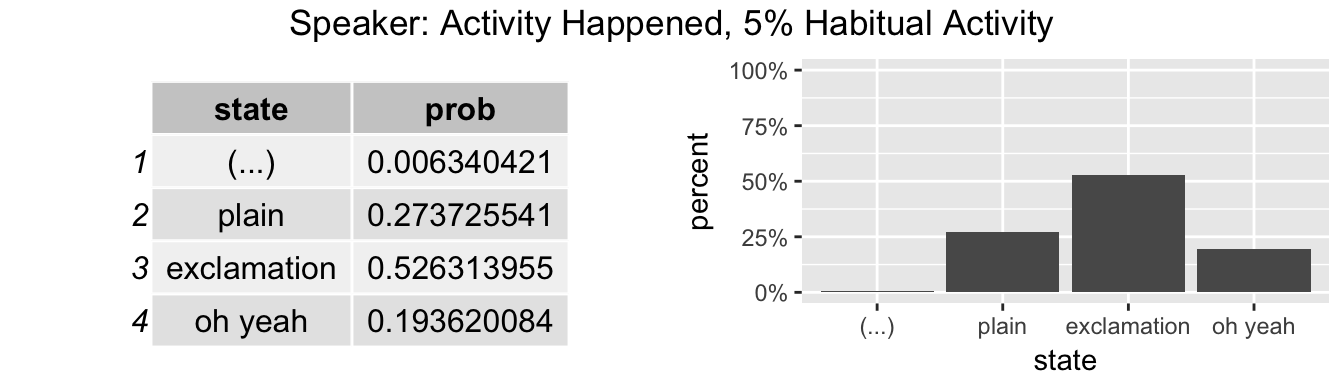 Speaker: Activity Happened, 5% Habitual Activity
state prob
1 (...) 0.006340421
2 plain 0.273725541
3 exclamation 0.526313955
4 oh yeah 0.193620084
percent
100%
75%
50%
25%
0%
(...) plain exclamation oh yeah
state